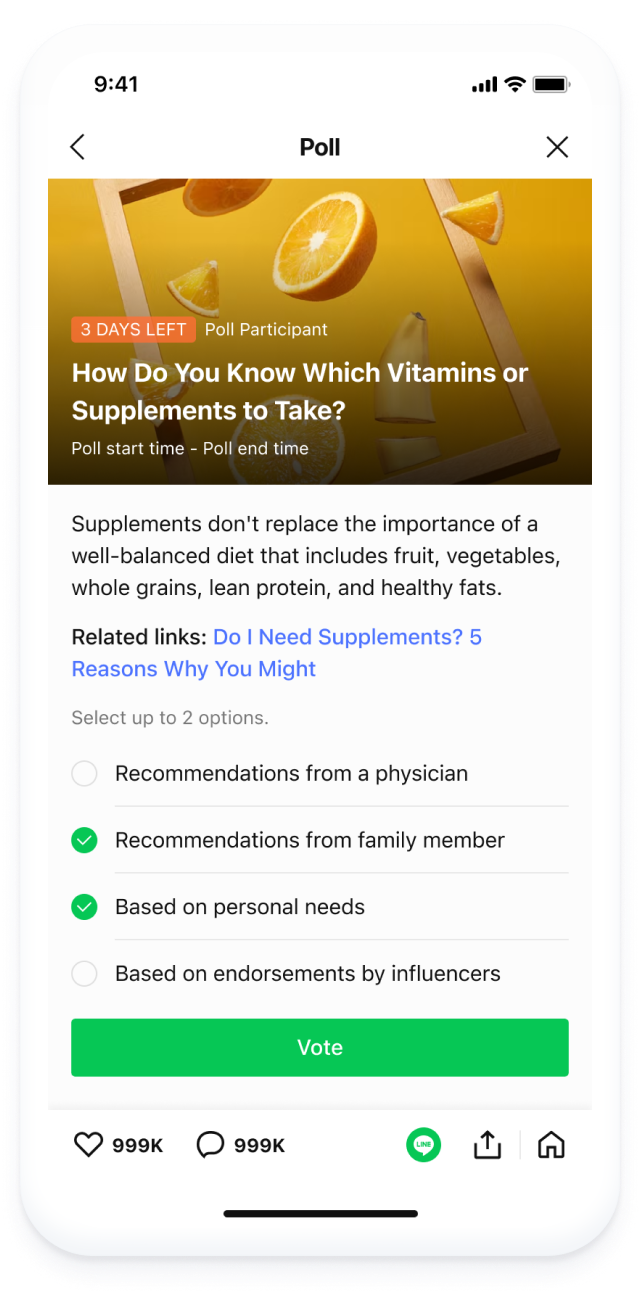 9:41
Poll
3 DAYS LEFT Poll Participant
How Do You Know Which Vitamins or
Supplements to Take?
Poll start time - Poll end time
Supplements don't replace the importance of a
well-balanced diet that includes fruit, vegetables,
whole grains, lean protein, and healthy fats.
Related links: Do I Need Supplements? 5
Reasons Why You Might
Select up to 2 options.
Recommendations from a physician
Recommendations from family member
Based on personal needs
Based on endorsements by influencers
Vote
999K 999K LINE